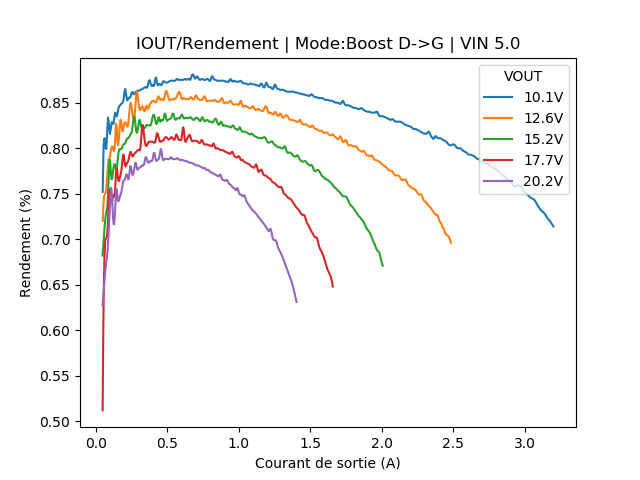 IOUT/Rendement | Mode:Boost D->G | VIN 5.0
VOUT
10.1V
12.6V
15.2V
17.7V
20.2V
Rendement (%)
0.85
0.80
0.75
0.70
0.65
0.60
0.55
0.50
0.0 0.5 1.0 1.5 2.0 2.5 3.0
Courant de sortie (A)